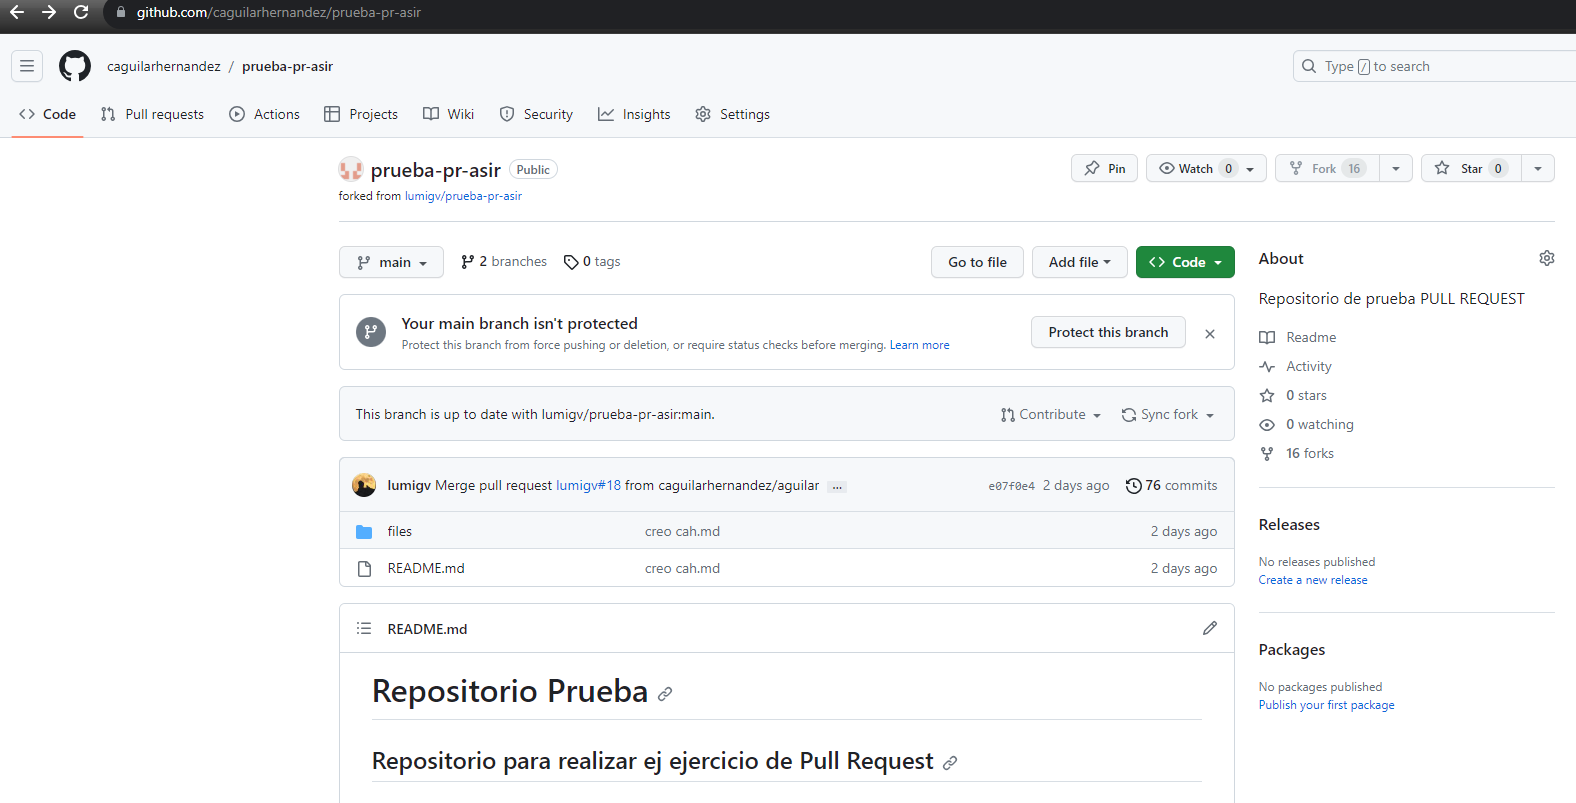 github.com/caguilarhernandez/prueba-pr-asir
caguilarhernandez / prueba-pr-asir
Type / to search
Code Pull requests Actions Projects Wiki Security Insights Settings
prueba-pr-asir Public
Pin Watch 0 Fork 16 Star 0
forked from lumigv/prueba-pr-asir
main 2 branches 0 tags
Go to file Add file Code
Your main branch isn't protected
Protect this branch from force pushing or deletion, or require status checks before merging. Learn more
Protect this branch
This branch is up to date with lumigv/prueba-pr-asir:main.
Contribute Sync fork
lumigv Merge pull request lumigv#18 from caguilarhernandez/aguilar ... e07f0e4 2 days ago 76 commits
files creo cah.md 2 days ago
README.md creo cah.md 2 days ago
README.md
Repositorio Prueba
Repositorio para realizar ej ejercicio de Pull Request
About
Repositorio de prueba PULL REQUEST
Readme
Activity
0 stars
0 watching
16 forks
Releases
No releases published
Create a new release
Packages
No packages published
Publish your first package